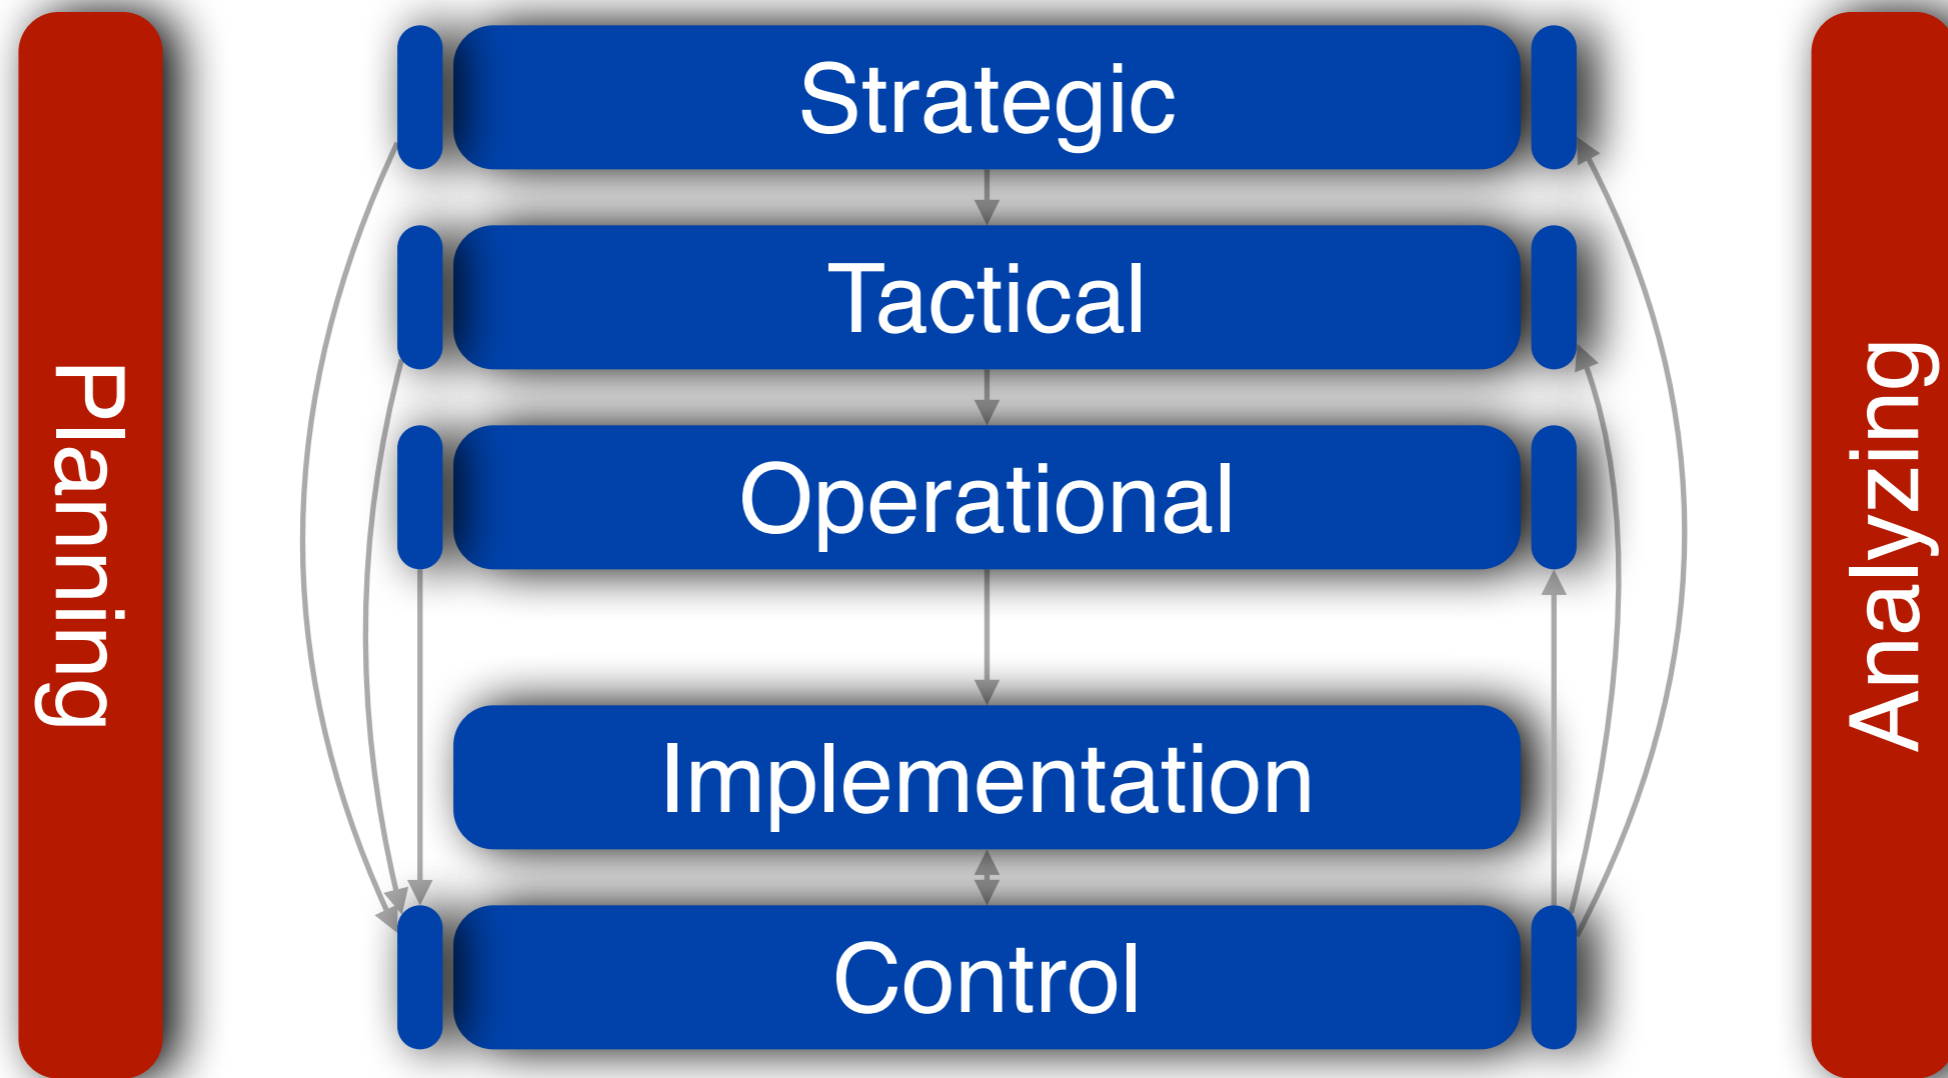 Planning
Strategic
Tactical
Operational
Implementation
Control
Analyzing